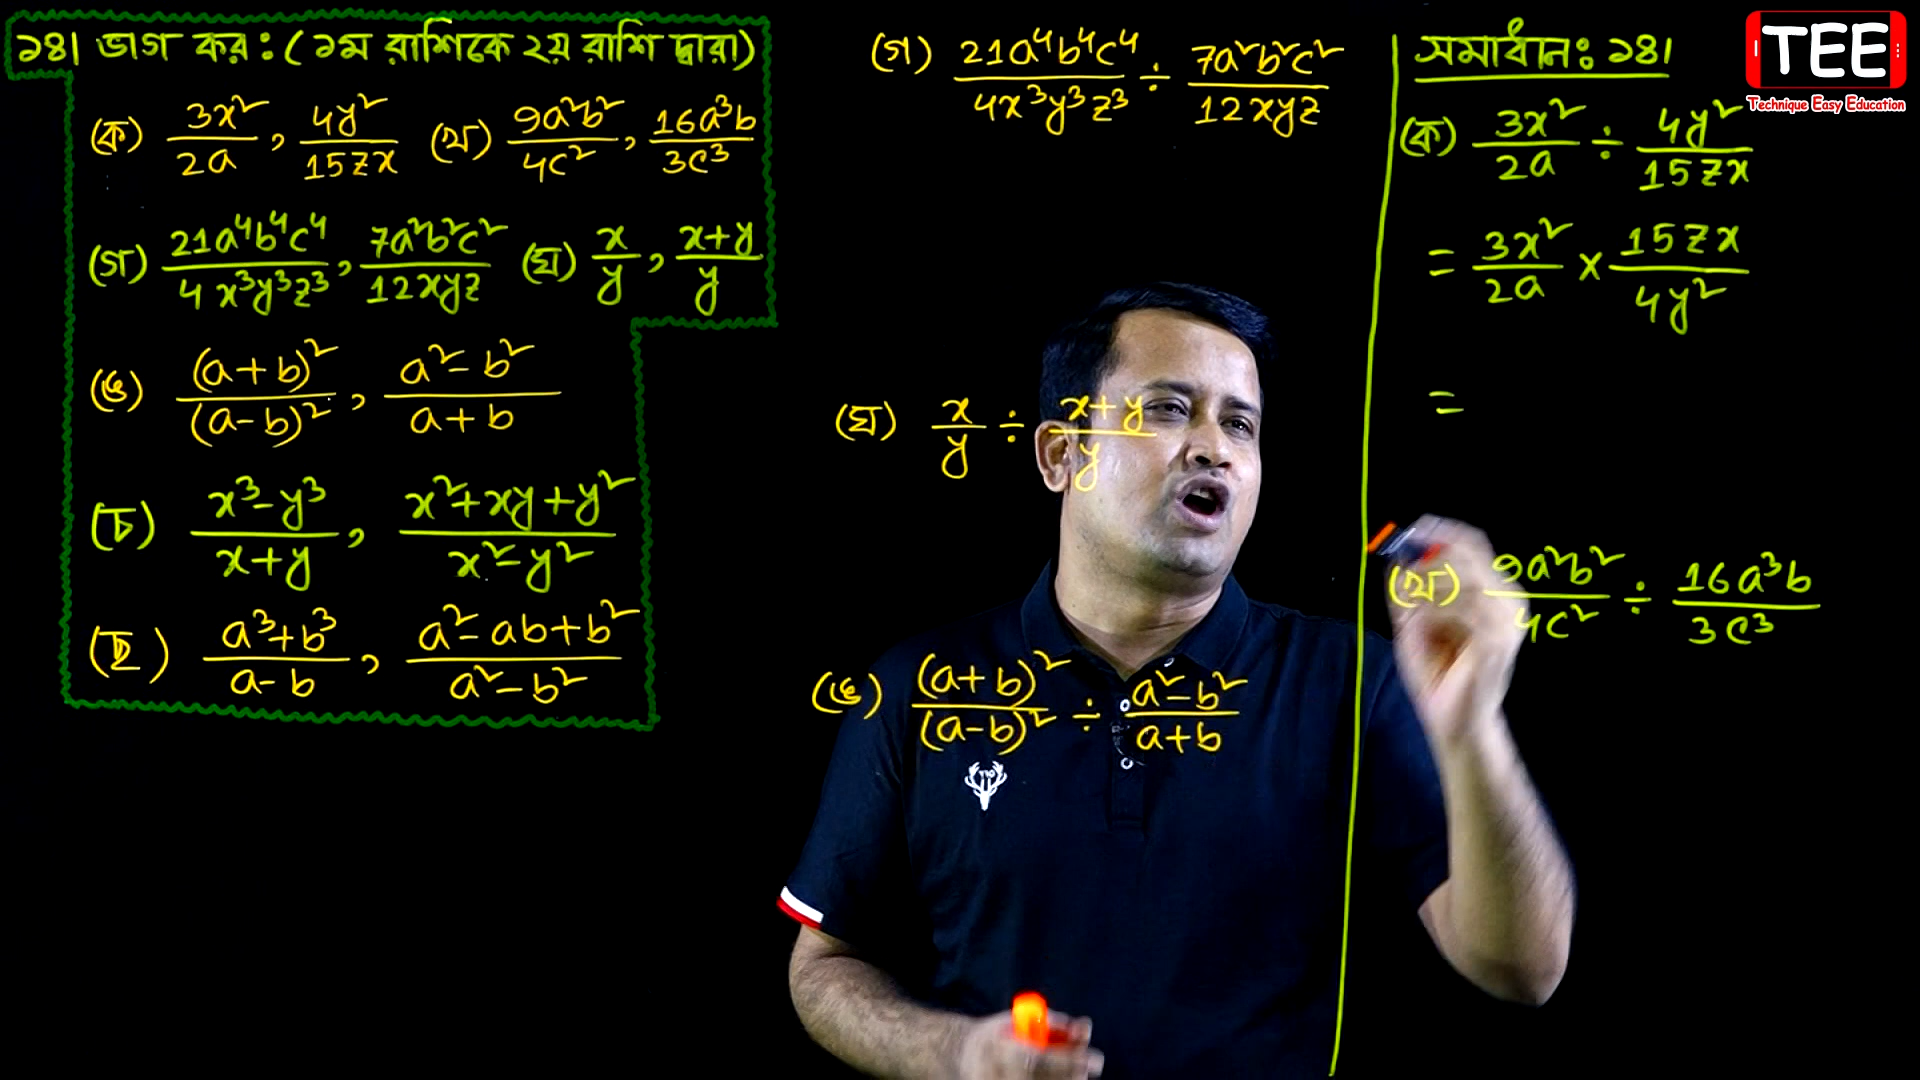 ১৪। ভাগ কর : ( ১ম রাশিকে ২য় রাশি দ্বারা)
(ক) 3x²/2a , 4y²/15zx (খ) 9a²b²/4c² , 16a³b/3c³
(গ) 21a⁴b⁴c⁴/4x³y³z³ , 7a²b²c²/12xyz (ঘ) x/y , x+y/y
(ঙ) (a+b)²/(a-b)² , a²-b²/a+b
(চ) x³-y³/x+y , x²+xy+y²/x²-y²
(ছ) a³+b³/a-b , a²-ab+b²/a²-b²
(গ) 21a⁴b⁴c⁴/4x³y³z³ ÷ 7a²b²c²/12xyz
(ঘ) x/y ÷ x+y/y
(ঙ) (a+b)²/(a-b)² ÷ a²-b²/a+b
সমাধান: ১৪।
(ক) 3x²/2a ÷ 4y²/15zx
= 3x²/2a × 15zx/4y²
=
(খ) 9a²b²/4c² ÷ 16a³b/3c³
TEE
Technique Easy Education